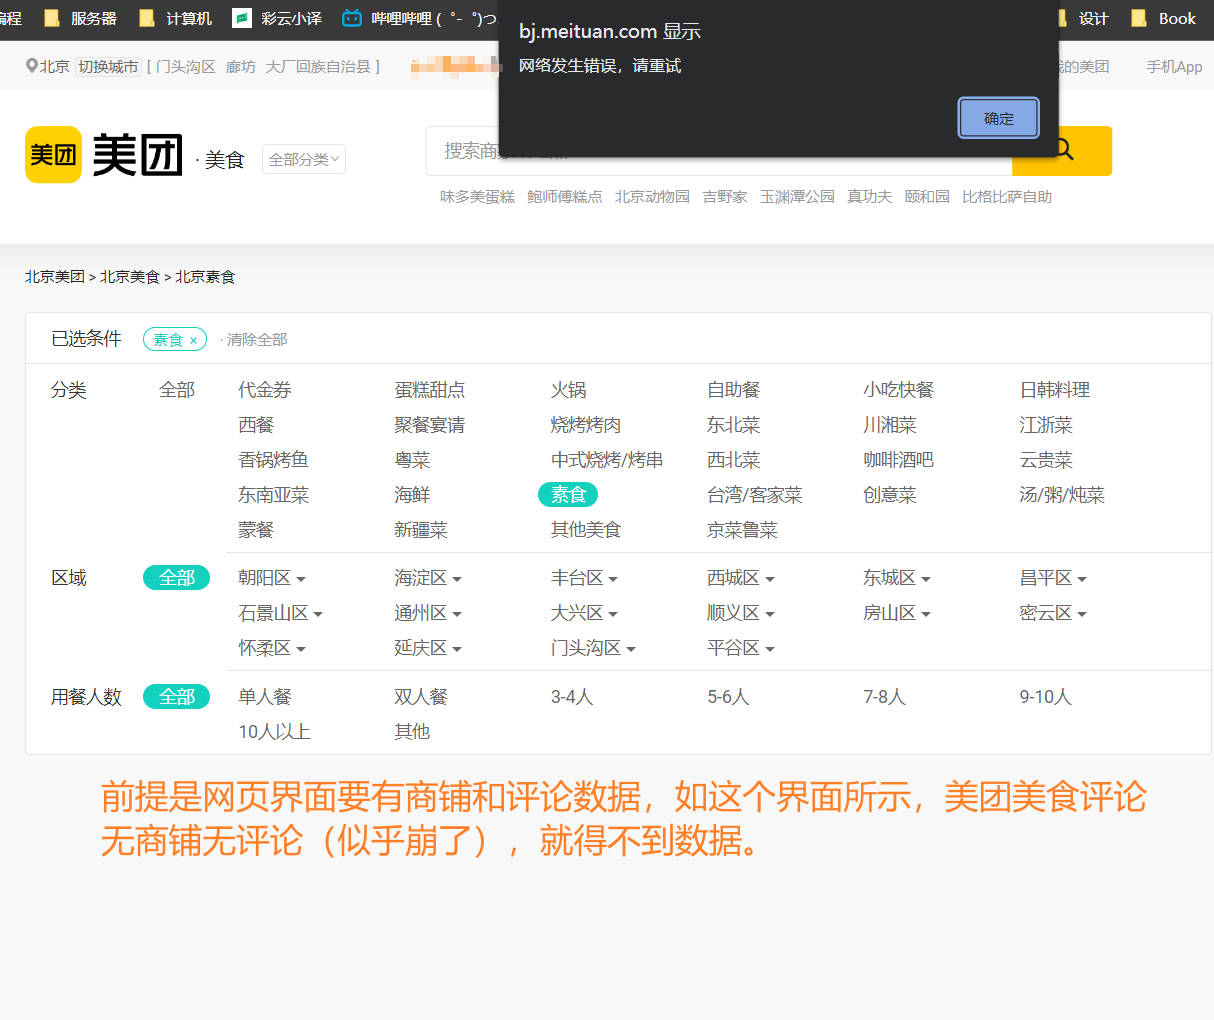 编程 服务器 计算机 彩云小译 哔哩哔哩 ( ゜- ゜)つ 设计 Book
bj.meituan.com 显示
网络发生错误，请重试
确定
北京 切换城市 [ 门头沟区 廊坊 大厂回族自治县 ] 的美团 手机App
美团 美团 · 美食 全部分类 搜索商
味多美蛋糕 鲍师傅糕点 北京动物园 吉野家 玉渊潭公园 真功夫 颐和园 比格比萨自助
北京美团 > 北京美食 > 北京素食
已选条件 素食 × · 清除全部
分类 全部 代金券 蛋糕甜点 火锅 自助餐 小吃快餐 日韩料理
西餐 聚餐宴请 烧烤烤肉 东北菜 川湘菜 江浙菜
香锅烤鱼 粤菜 中式烧烤/烤串 西北菜 咖啡酒吧 云贵菜
东南亚菜 海鲜 素食 台湾/客家菜 创意菜 汤/粥/炖菜
蒙餐 新疆菜 其他美食 京菜鲁菜
区域 全部 朝阳区 海淀区 丰台区 西城区 东城区 昌平区
石景山区 通州区 大兴区 顺义区 房山区 密云区
怀柔区 延庆区 门头沟区 平谷区
用餐人数 全部 单人餐 双人餐 3-4人 5-6人 7-8人 9-10人
10人以上 其他
前提是网页界面要有商铺和评论数据，如这个界面所示，美团美食评论
无商铺无评论（似乎崩了），就得不到数据。